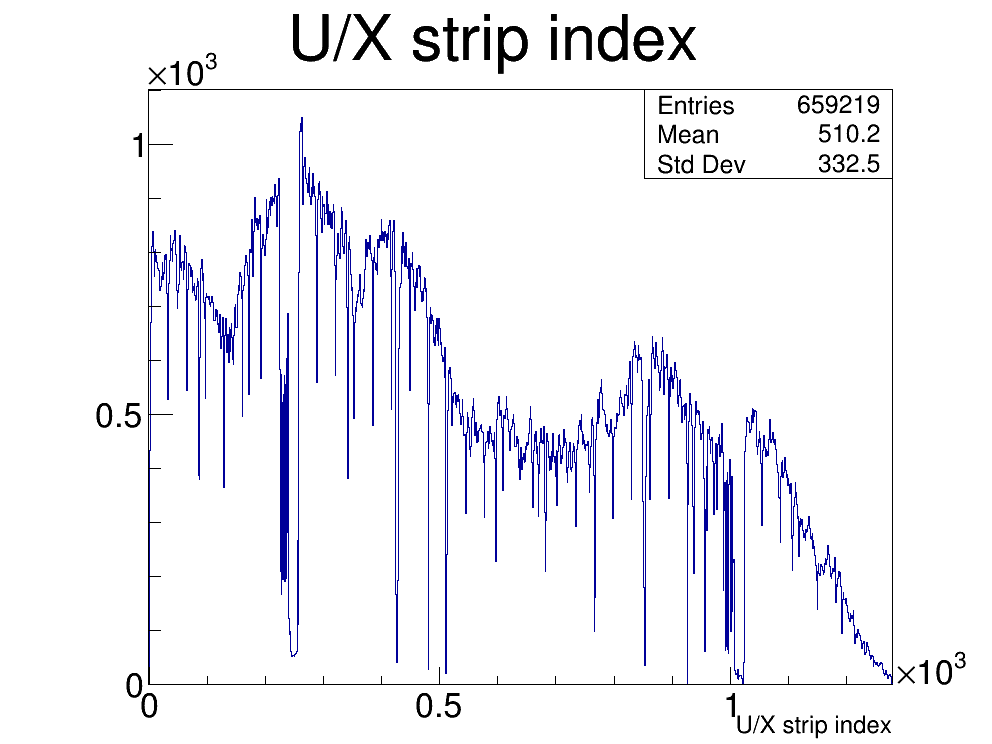 U/X strip index
×10³
Entries 659219
Mean 510.2
Std Dev 332.5
1
0.5
0
0 0.5 1
×10³
U/X strip index